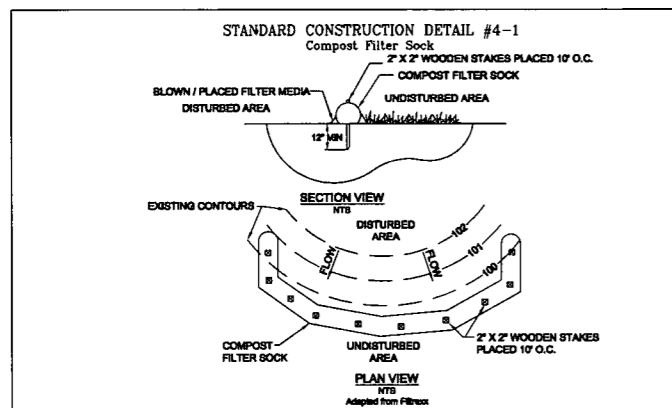 STANDARD CONSTRUCTION DETAIL #4-1
Compost Filter Sock
2" X 2" WOODEN STAKES PLACED 10' O.C.
COMPOST FILTER SOCK
BLOWN / PLACED FILTER MEDIA
DISTURBED AREA
UNDISTURBED AREA
12" MIN
SECTION VIEW
NTS
EXISTING CONTOURS
DISTURBED
AREA
102
101
100
FLOW
FLOW
COMPOST
FILTER SOCK
UNDISTURBED
AREA
2" X 2" WOODEN STAKES
PLACED 10' O.C.
PLAN VIEW
NTS
Adapted from Filtrexx